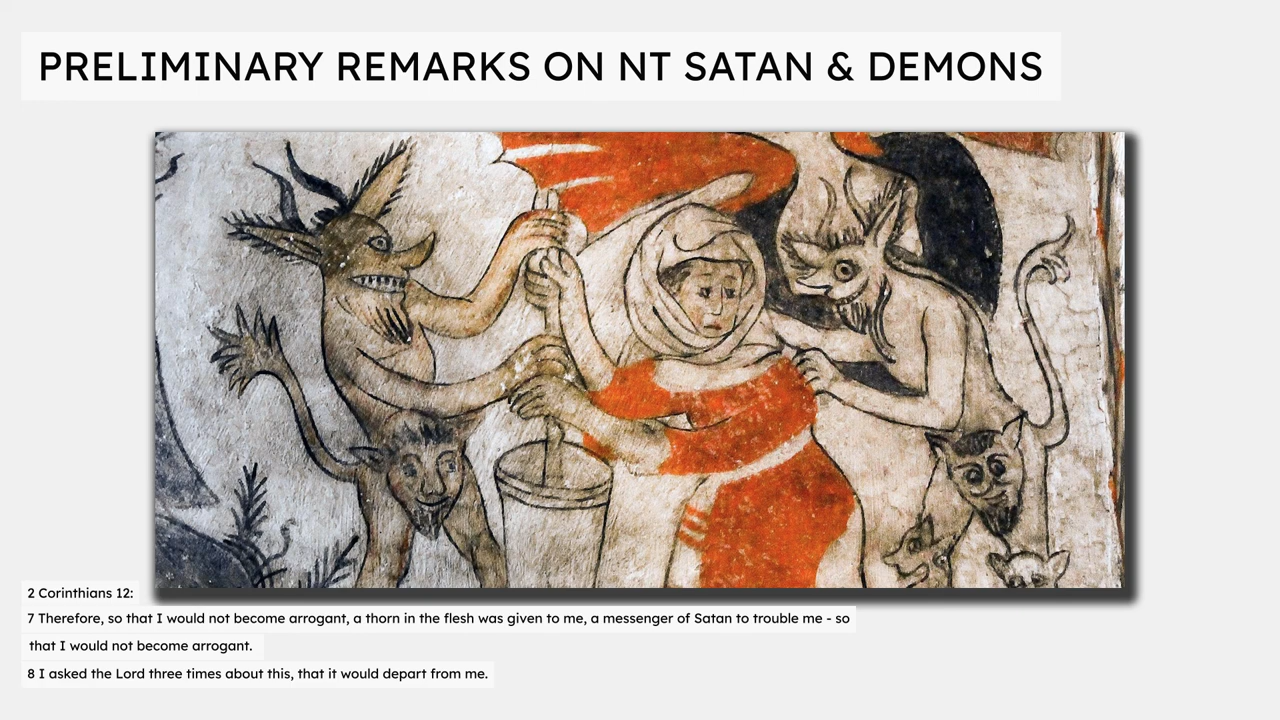 PRELIMINARY REMARKS ON NT SATAN & DEMONS
2 Corinthians 12:
7 Therefore, so that I would not become arrogant, a thorn in the flesh was given to me, a messenger of Satan to trouble me - so
that I would not become arrogant.
8 I asked the Lord three times about this, that it would depart from me.